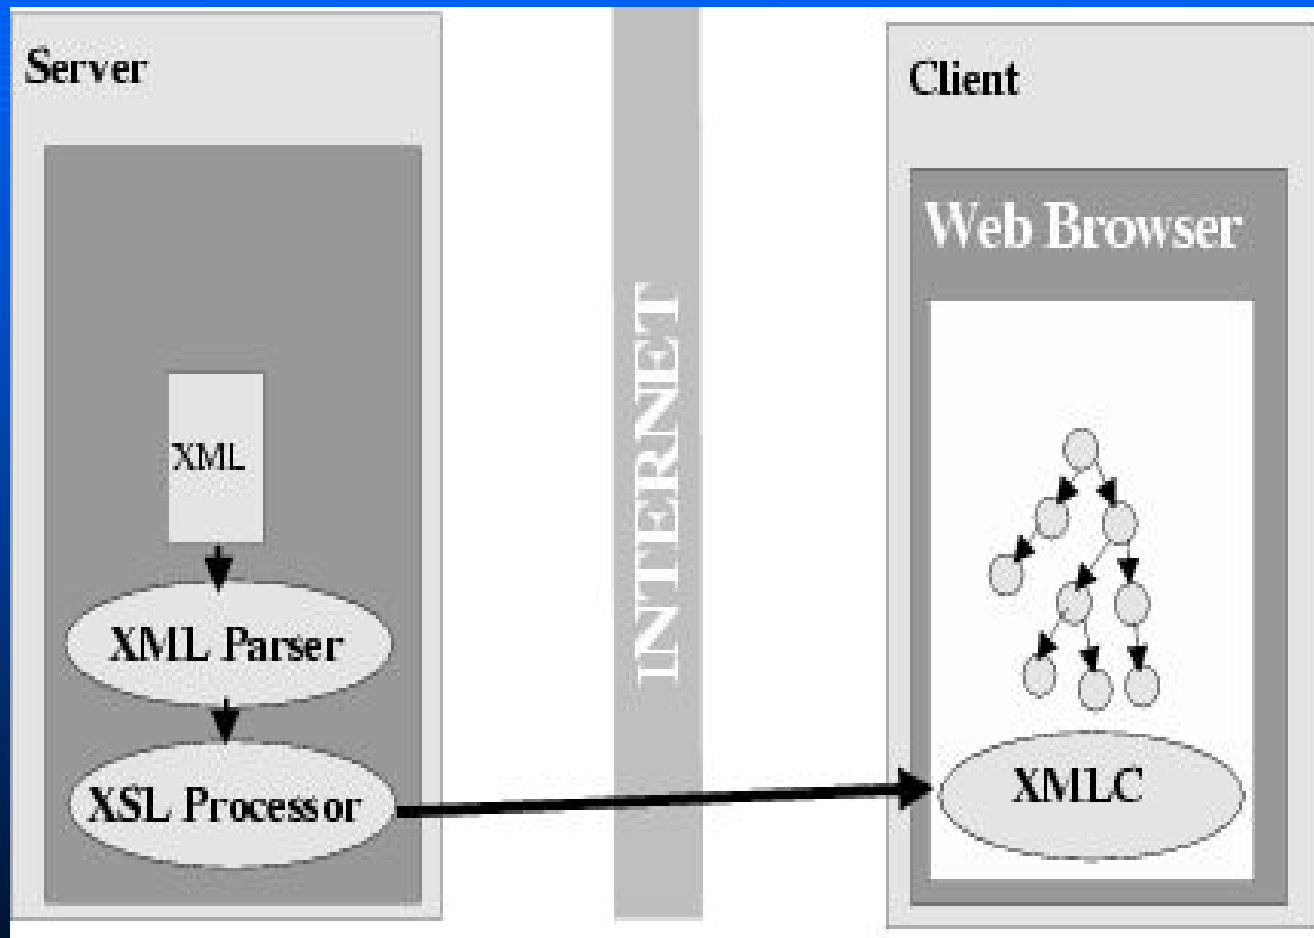 Server
XML
XML Parser
XSL Processor
INTERNET
Client
Web Browser
XMLC